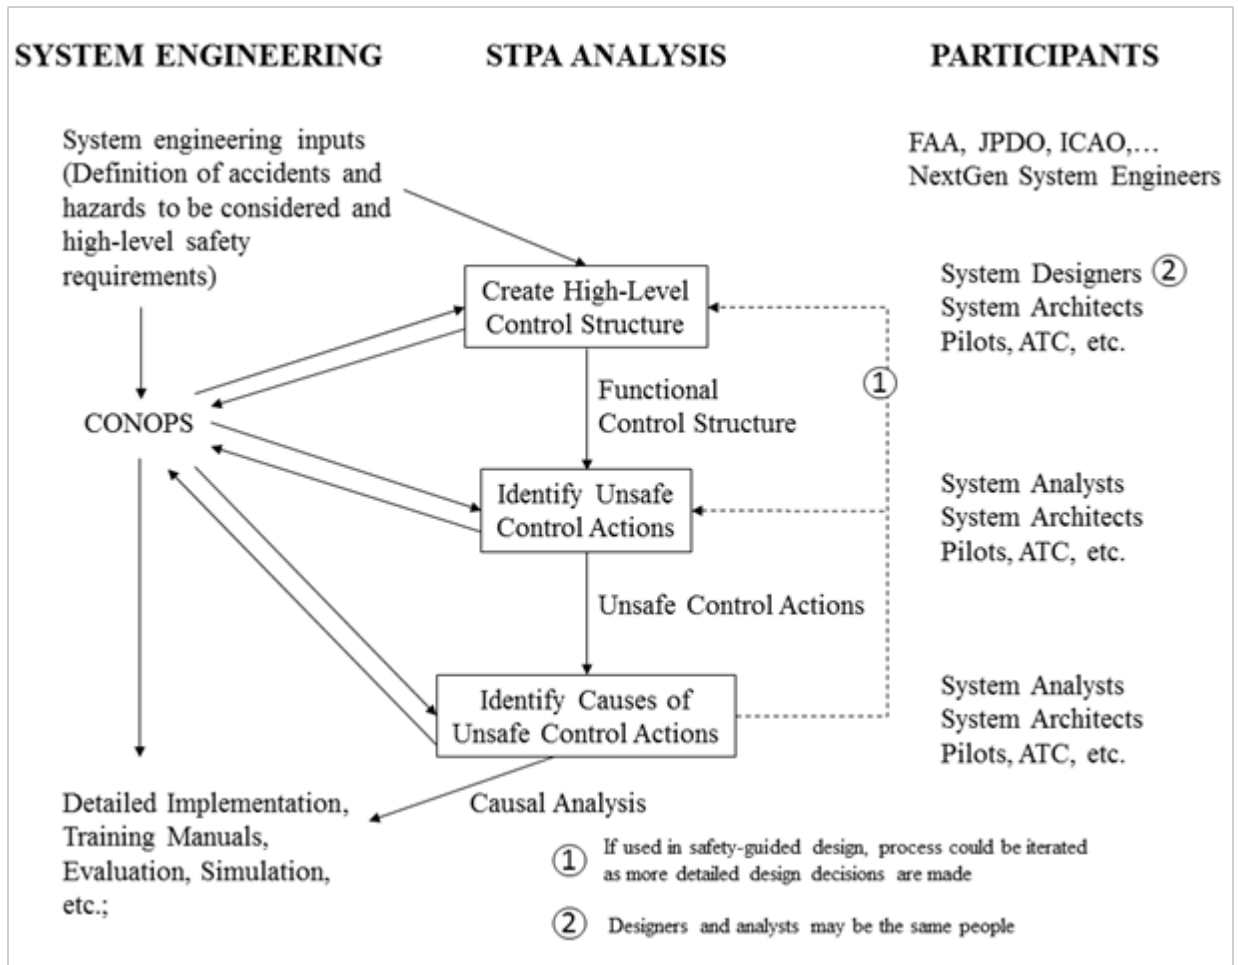 SYSTEM ENGINEERING
STPA ANALYSIS
PARTICIPANTS
System engineering inputs
(Definition of accidents and
hazards to be considered and
high-level safety
requirements)
FAA, JPDO, ICAO,...
NextGen System Engineers
Create High-Level
Control Structure
System Designers ②
System Architects
Pilots, ATC, etc.
①
CONOPS
Functional
Control Structure
Identify Unsafe
Control Actions
System Analysts
System Architects
Pilots, ATC, etc.
Unsafe Control Actions
Identify Causes of
Unsafe Control Actions
System Analysts
System Architects
Pilots, ATC, etc.
Detailed Implementation,
Training Manuals,
Evaluation, Simulation,
etc.;
Causal Analysis
① If used in safety-guided design, process could be iterated
as more detailed design decisions are made
② Designers and analysts may be the same people